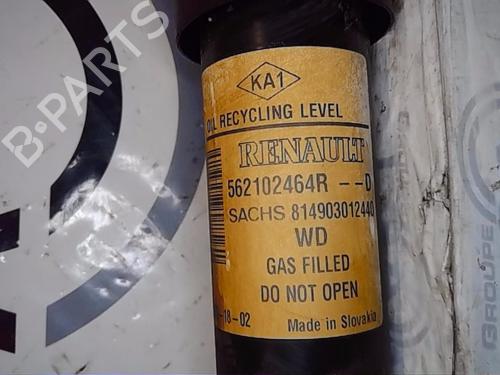 KA1
OIL RECYCLING LEVEL
RENAULT
562102464R --D
SACHS 814903012440
WD
GAS FILLED
DO NOT OPEN
-18-02 Made in Slovakia
B-PARTS
GROUPE